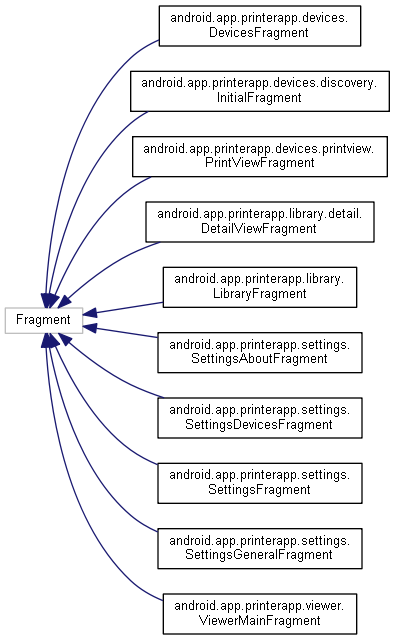 android.app.printerapp.devices.
DevicesFragment
android.app.printerapp.devices.discovery.
InitialFragment
android.app.printerapp.devices.printview.
PrintViewFragment
android.app.printerapp.library.detail.
DetailViewFragment
android.app.printerapp.library.
LibraryFragment
Fragment
android.app.printerapp.settings.
SettingsAboutFragment
android.app.printerapp.settings.
SettingsDevicesFragment
android.app.printerapp.settings.
SettingsFragment
android.app.printerapp.settings.
SettingsGeneralFragment
android.app.printerapp.viewer.
ViewerMainFragment